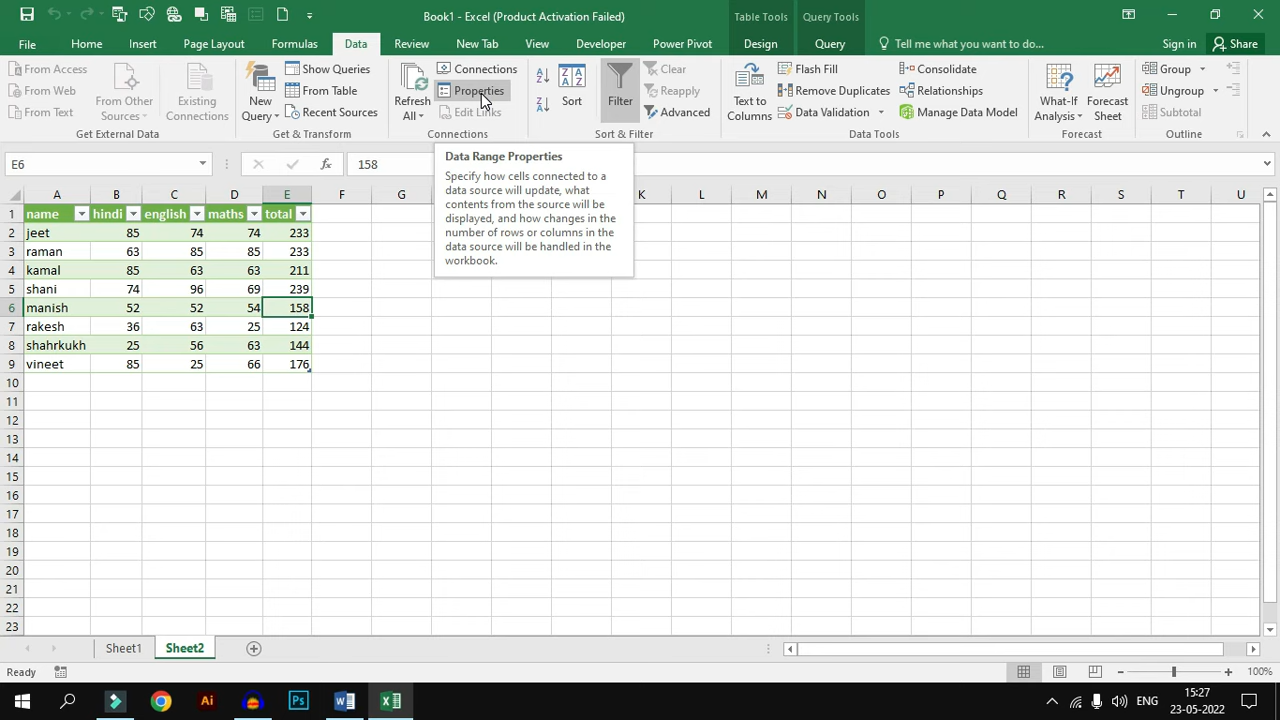 Book1 - Excel (Product Activation Failed)
Table Tools
Query Tools
File
Home
Insert
Page Layout
Formulas
Data
Review
New Tab
View
Developer
Power Pivot
Design
Query
Tell me what you want to do...
Sign in
Share
From Access
From Web
From Text
From Other Sources
Existing Connections
Get External Data
New Query
Show Queries
From Table
Recent Sources
Get & Transform
Refresh All
Connections
Properties
Edit Links
Connections
Sort
Filter
Clear
Reapply
Advanced
Sort & Filter
Text to Columns
Flash Fill
Remove Duplicates
Data Validation
Consolidate
Relationships
Manage Data Model
Data Tools
What-If Analysis
Forecast Sheet
Forecast
Group
Ungroup
Subtotal
Outline
E6
fx
158
Data Range Properties
Specify how cells connected to a
data source will update, what
contents from the source will be
displayed, and how changes in the
number of rows or columns in the
data source will be handled in the
workbook.
A B C D E F G K L M N O P Q R S T U
1 name hindi english maths total
2 jeet 85 74 74 233
3 raman 63 85 85 233
4 kamal 85 63 63 211
5 shani 74 96 69 239
6 manish 52 52 54 158
7 rakesh 36 63 25 124
8 shahrkukh 25 56 63 144
9 vineet 85 25 66 176
10
11
12
13
14
15
16
17
18
19
20
21
22
23
Sheet1
Sheet2
Ready
100%
Ai
Ps
ENG
15:27
23-05-2022